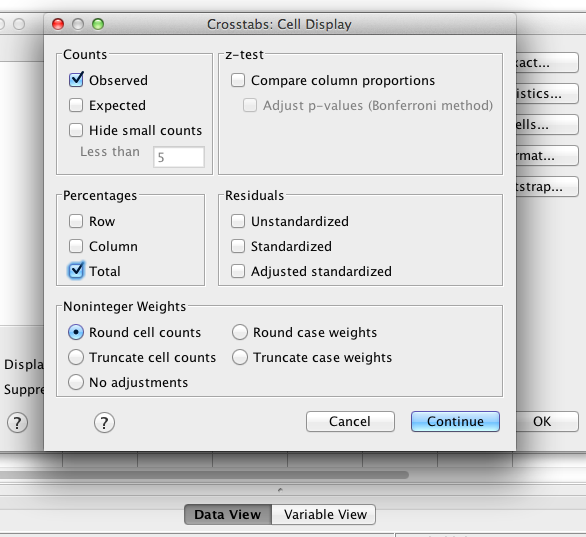 Crosstabs: Cell Display
Counts
Observed
Expected
Hide small counts
Less than 5
z-test
Compare column proportions
Adjust p-values (Bonferroni method)
Percentages
Row
Column
Total
Residuals
Unstandardized
Standardized
Adjusted standardized
Noninteger Weights
Round cell counts
Round case weights
Truncate cell counts
Truncate case weights
No adjustments
?
Cancel
Continue
xact...
istics...
ells...
rmat...
tstrap...
Displa
Suppre
?
OK
Data View
Variable View